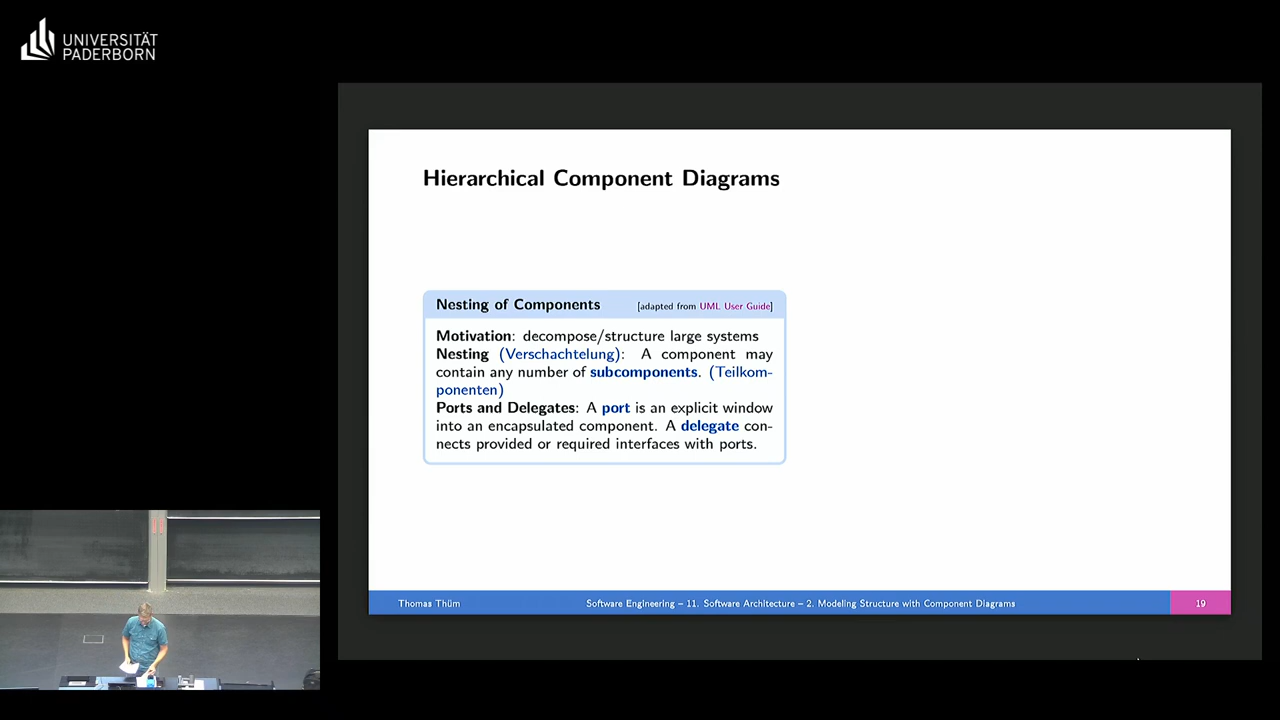 UNIVERSITÄT
PADERBORN
Hierarchical Component Diagrams
Nesting of Components [adapted from UML User Guide]
Motivation: decompose/structure large systems
Nesting (Verschachtelung): A component may
contain any number of subcomponents. (Teilkom-
ponenten)
Ports and Delegates: A port is an explicit window
into an encapsulated component. A delegate con-
nects provided or required interfaces with ports.
Thomas Thüm Software Engineering – 11. Software Architecture – 2. Modeling Structure with Component Diagrams 19